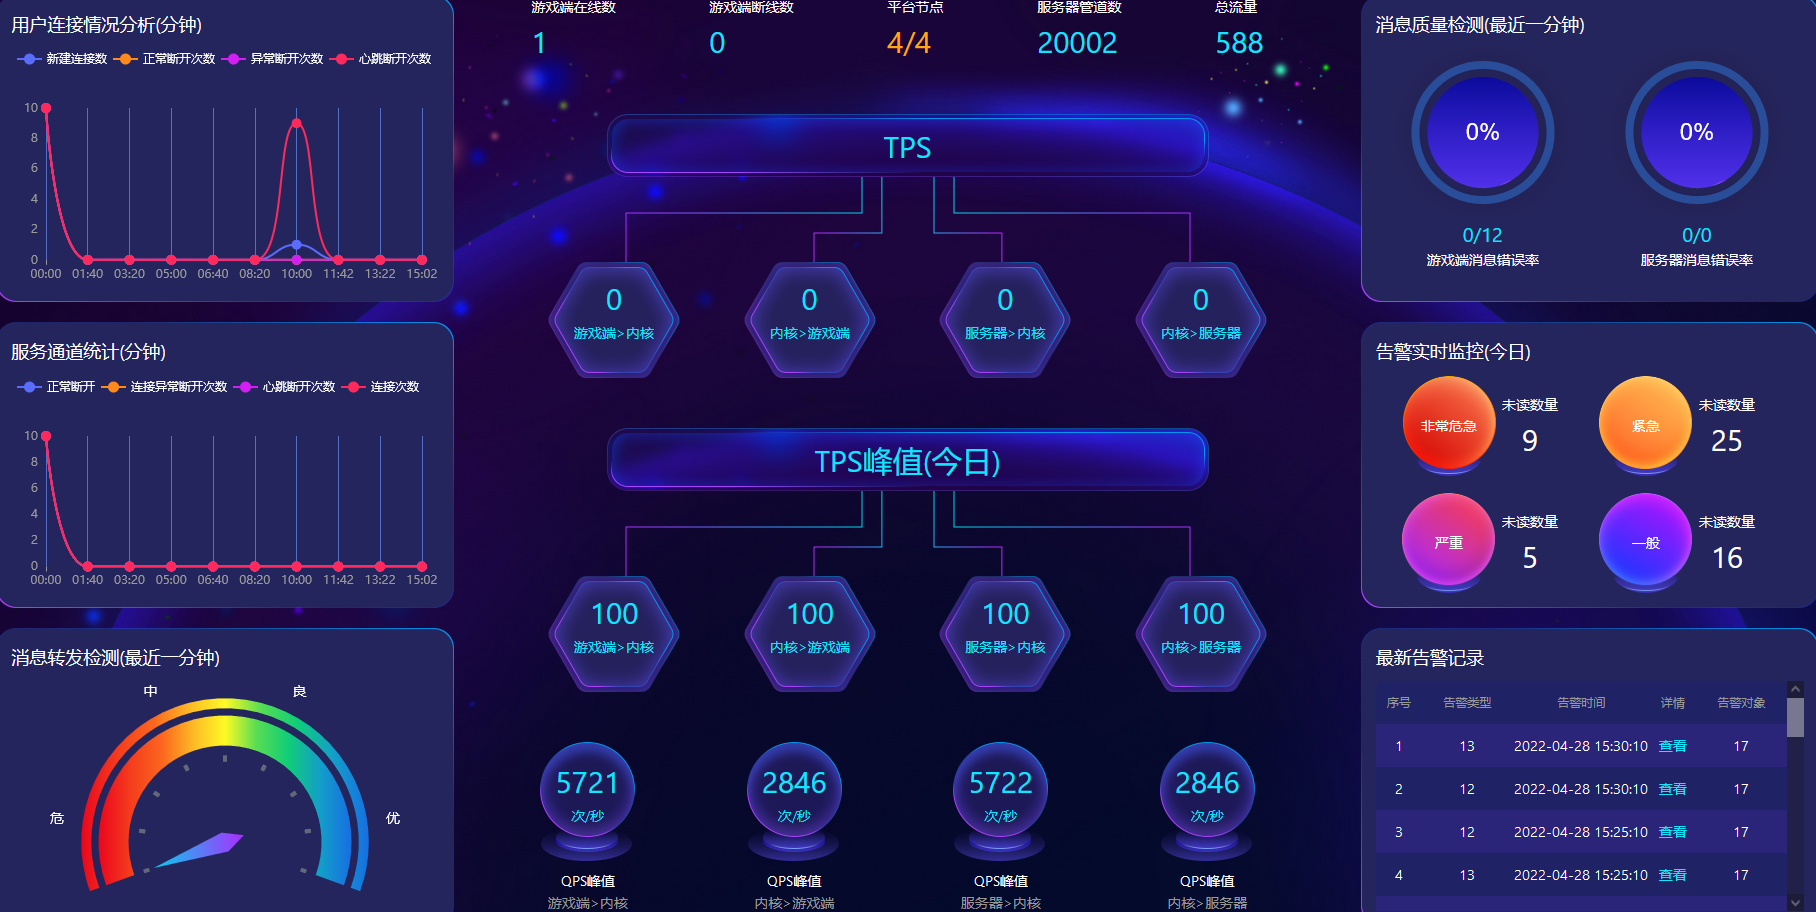 用户连接情况分析(分钟)
新建连接数 正常断开次数 异常断开次数 心跳断开次数
10
8
6
4
2
0
00:00 01:40 03:20 05:00 06:40 08:20 10:00 11:42 13:22 15:02
服务通道统计(分钟)
正常断开 连接异常断开次数 心跳断开次数 连接次数
10
8
6
4
2
0
00:00 01:40 03:20 05:00 06:40 08:20 10:00 11:42 13:22 15:02
消息转发检测(最近一分钟)
中 良
危 优
游戏端在线数 游戏端断线数 平台节点 服务器管道数 总流量
1 0 4/4 20002 588
TPS
0 0 0 0
游戏端>内核 内核>游戏端 服务器>内核 内核>服务器
TPS峰值(今日)
100 100 100 100
游戏端>内核 内核>游戏端 服务器>内核 内核>服务器
5721 2846 5722 2846
次/秒 次/秒 次/秒 次/秒
QPS峰值 QPS峰值 QPS峰值 QPS峰值
游戏端>内核 内核>游戏端 服务器>内核 内核>服务器
消息质量检测(最近一分钟)
0% 0%
0/12 0/0
游戏端消息错误率 服务器消息错误率
告警实时监控(今日)
非常危急 未读数量 9 紧急 未读数量 25
严重 未读数量 5 一般 未读数量 16
最新告警记录
序号 告警类型 告警时间 详情 告警对象
1 13 2022-04-28 15:30:10 查看 17
2 12 2022-04-28 15:30:10 查看 17
3 12 2022-04-28 15:25:10 查看 17
4 13 2022-04-28 15:25:10 查看 17